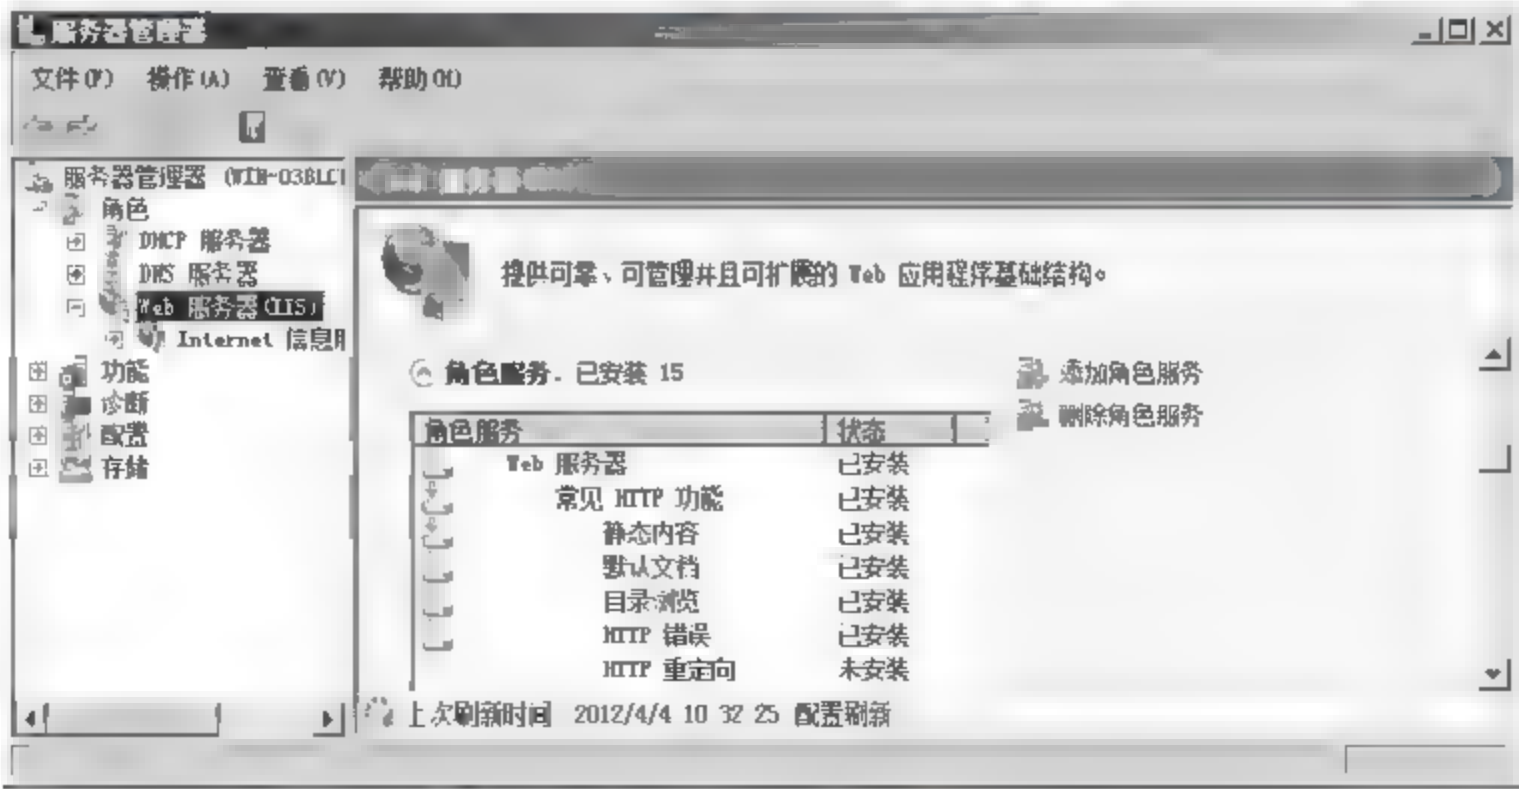 服务器管理器
文件(F) 操作(A) 查看(V) 帮助(H)
服务器管理器 (WIN-O3BLCT
角色
DHCP 服务器
DNS 服务器
Web 服务器(IIS)
Internet 信息服
功能
诊断
配置
存储
提供可靠、可管理并且可扩展的 Web 应用程序基础结构。
角色服务. 已安装 15
添加角色服务
删除角色服务
角色服务 状态
Web 服务器 已安装
常见 HTTP 功能 已安装
静态内容 已安装
默认文档 已安装
目录浏览 已安装
HTTP 错误 已安装
HTTP 重定向 未安装
上次刷新时间 2012/4/4 10 32 25 配置刷新